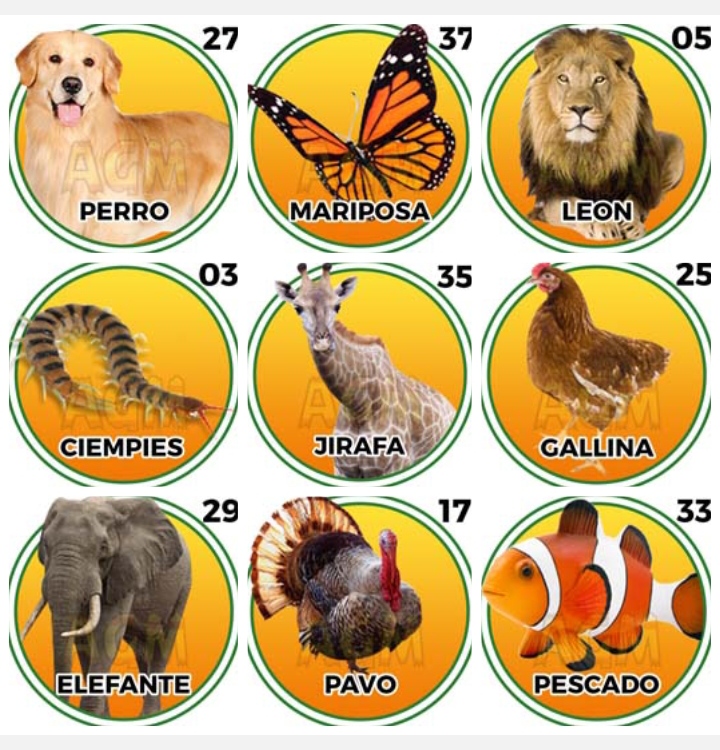 27
AGM
PERRO
37
AGM
MARIPOSA
05
AGM
LEON
03
AGM
CIEMPIES
35
AGM
JIRAFA
25
AGM
GALLINA
29
AGM
ELEFANTE
17
AGM
PAVO
33
AGM
PESCADO